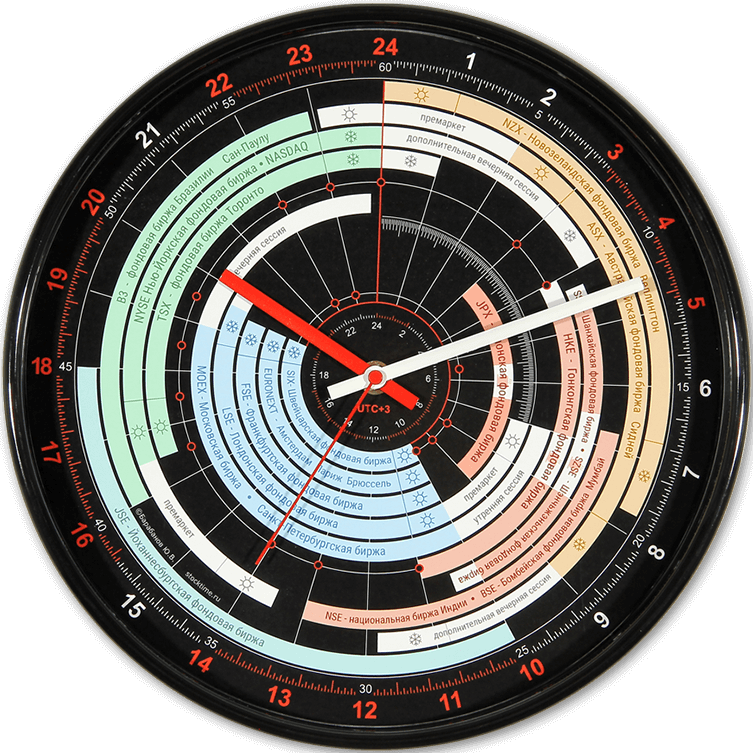 24
1
2
3
4
5
6
7
8
9
10
11
12
13
14
15
16
17
18
19
20
21
22
23
60
5
10
15
20
25
30
35
40
45
50
55
NZX - Новозеландская фондовая биржа
Веллингтон
премаркет
дополнительная вечерняя сессия
ASX -
фондовая биржа Сидней
B3 - фондовая биржа Бразилии Сан-Паулу
NYSE Нью-Йоркская фондовая биржа • NASDAQ
TSX - фондовая биржа Торонто
вечерняя сессия
JPX -
фондовая биржа
Шанхайская фондовая биржа
HKE - Гонконгская фондовая биржа
SZSE -
фондовая биржа
BSE - Бомбейская фондовая биржа Мумбай
NSE - национальная биржа Индии
дополнительная вечерняя сессия
премаркет
утренняя сессия
SIX- Швейцарская фондовая биржа
EURONEXT - Амстердам Париж Брюссель
FSE- Франкфуртская фондовая биржа
LSE - Лондонская фондовая биржа
MOEX - Московская биржа • Санкт-Петербургская биржа
JSE - Йоханнесбургская фондовая биржа
премаркет
©Барабанов Ю.В.
stocktime.ru
22
24
2
4
6
8
10
12
14
16
18
UTC+3